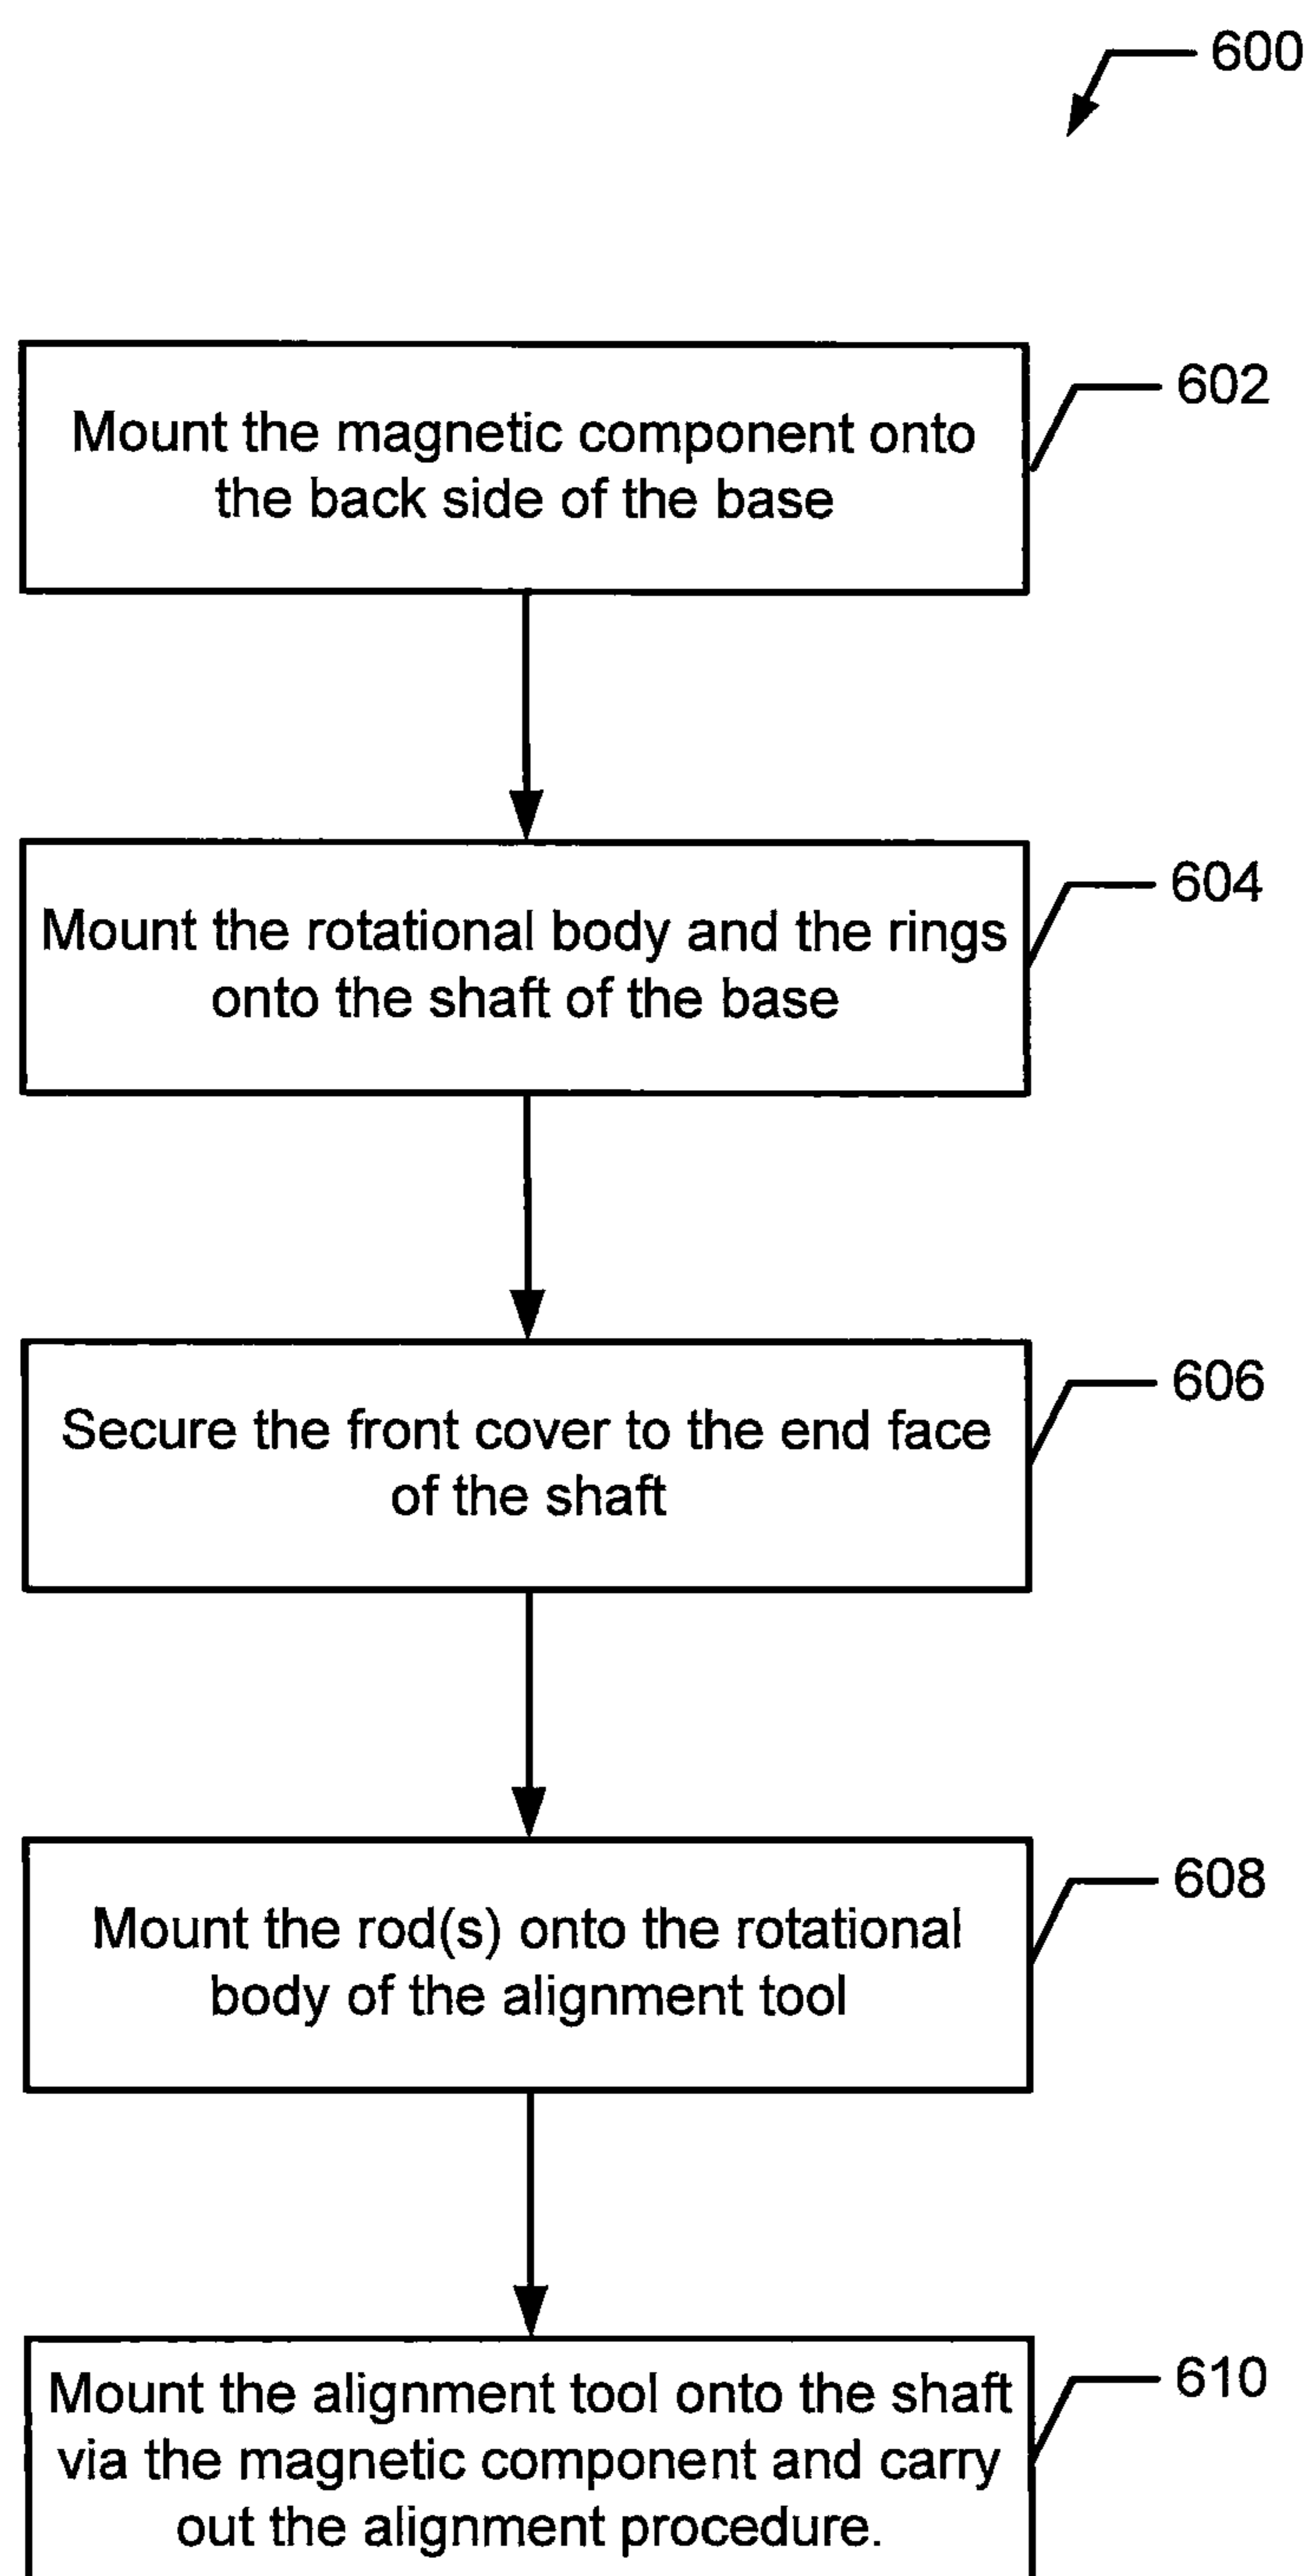 600
602
Mount the magnetic component onto
the back side of the base
604
Mount the rotational body and the rings
onto the shaft of the base
606
Secure the front cover to the end face
of the shaft
608
Mount the rod(s) onto the rotational
body of the alignment tool
610
Mount the alignment tool onto the shaft
via the magnetic component and carry
out the alignment procedure.